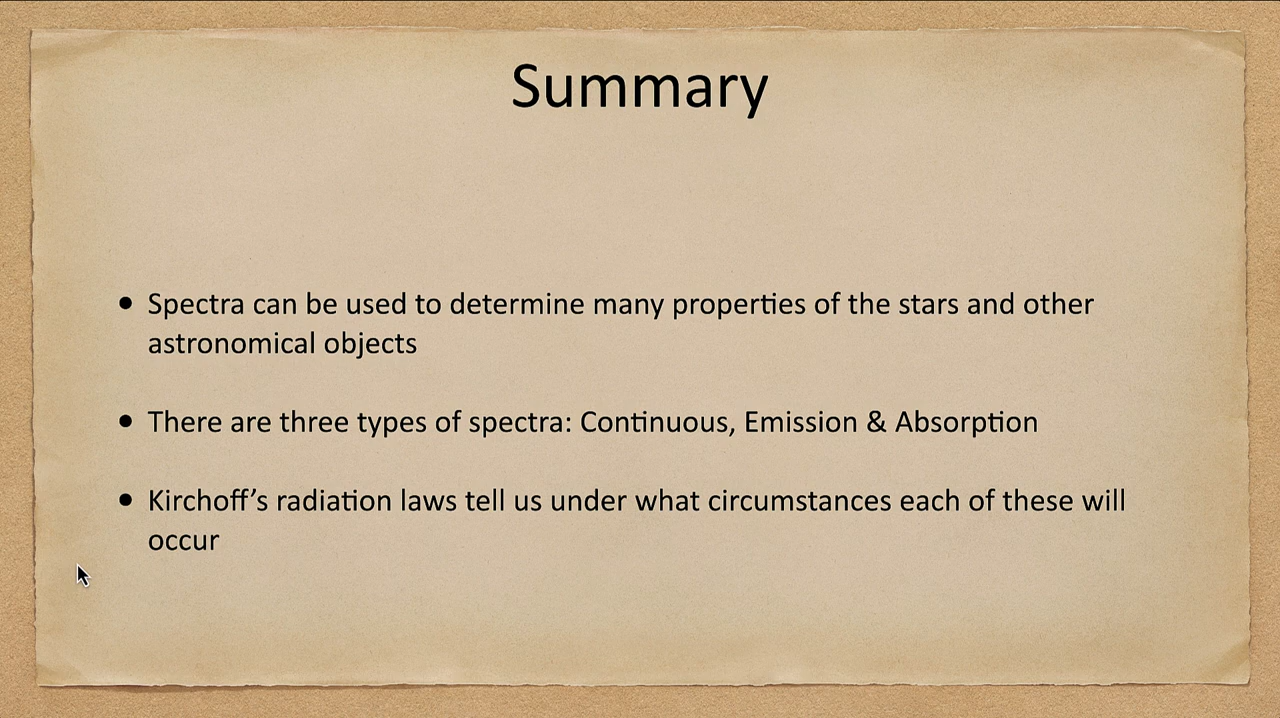 Summary
• Spectra can be used to determine many properties of the stars and other
astronomical objects
• There are three types of spectra: Continuous, Emission & Absorption
• Kirchoff’s radiation laws tell us under what circumstances each of these will
occur